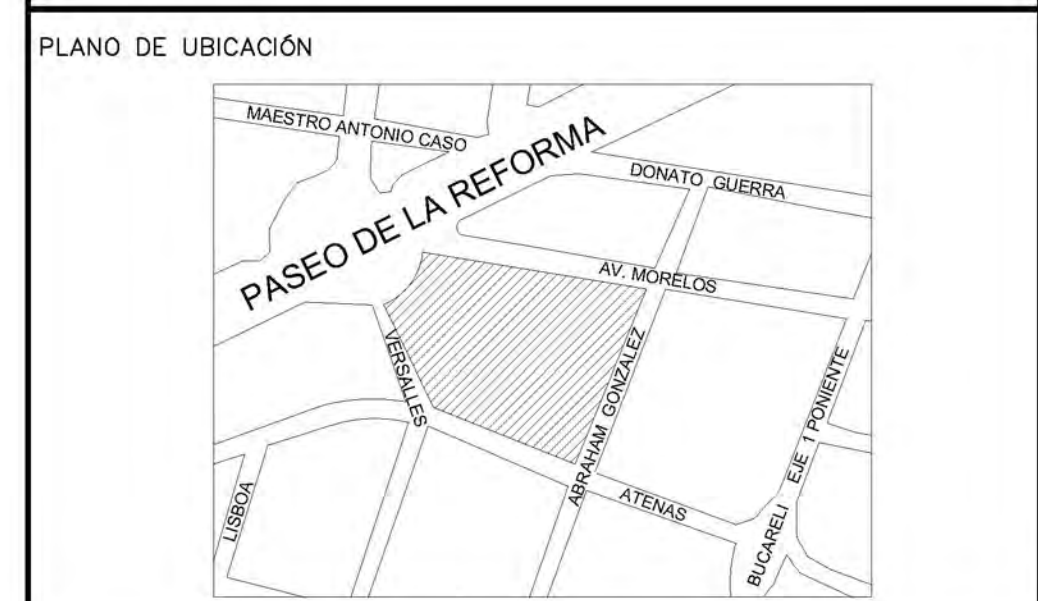 PLANO DE UBICACIÓN
MAESTRO ANTONIO CASO
PASEO DE LA REFORMA
DONATO GUERRA
AV. MORELOS
VERSALLES
ABRAHAM GONZALEZ
EJE 1 PONIENTE
LISBOA
ATENAS
BUCARELI